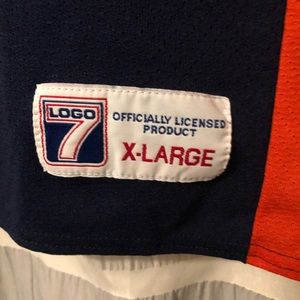 LOGO
7
OFFICIALLY LICENSED
PRODUCT
X-LARGE